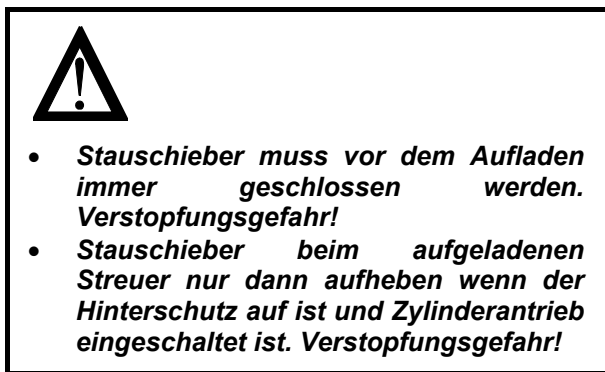 • Stauschieber muss vor dem Aufladen
immer geschlossen werden.
Verstopfungsgefahr!
• Stauschieber beim aufgeladenen
Streuer nur dann aufheben wenn der
Hinterschutz auf ist und Zylinderantrieb
eingeschaltet ist. Verstopfungsgefahr!